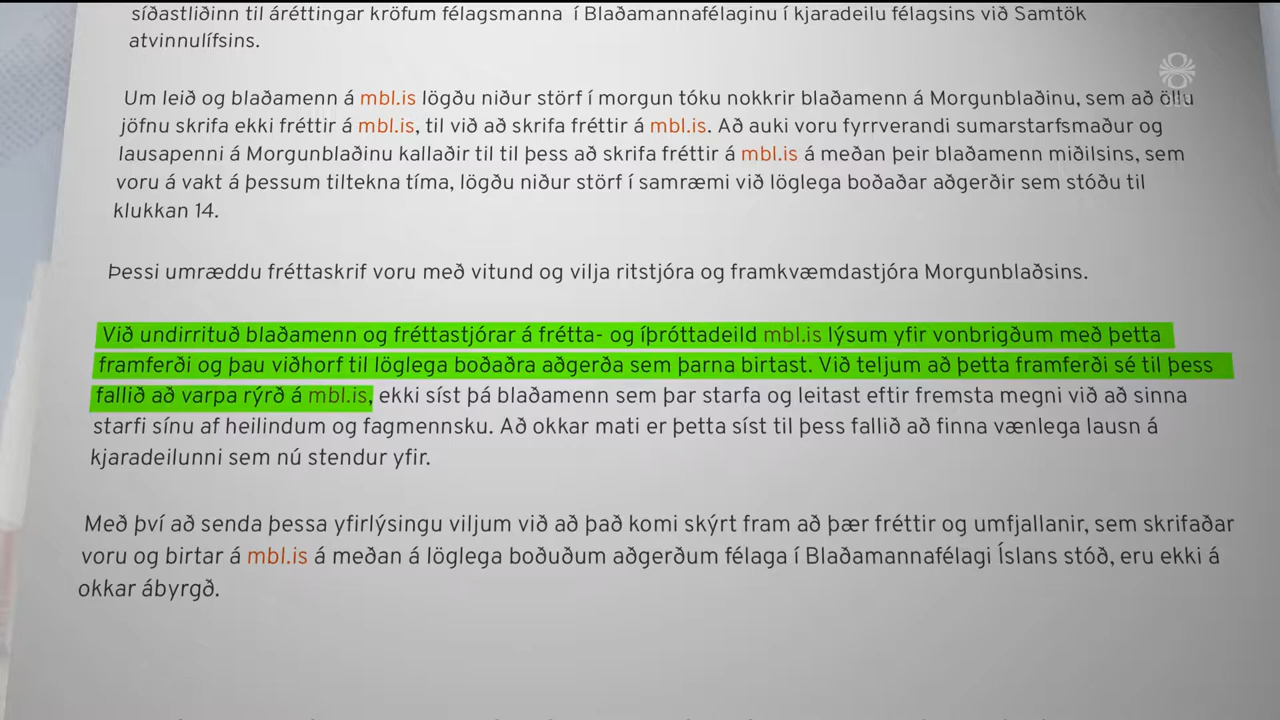 síðastliðinn til áréttingar kröfum félagsmanna í Blaðamannafélaginu í kjaradeilu félagsins við Samtök
atvinnulífsins.
Um leið og blaðamenn á mbl.is lögðu niður störf í morgun tóku nokkrir blaðamenn á Morgunblaðinu, sem að öllu
jöfnu skrifa ekki fréttir á mbl.is, til við að skrifa fréttir á mbl.is. Að auki voru fyrrverandi sumarstarfsmaður og
lausapenni á Morgunblaðinu kallaðir til til þess að skrifa fréttir á mbl.is á meðan þeir blaðamenn miðilsins, sem
voru á vakt á þessum tiltekna tíma, lögðu niður störf í samræmi við löglega boðaðar aðgerðir sem stóðu til
klukkan 14.
Þessi umræddu fréttaskrif voru með vitund og vilja ritstjóra og framkvæmdastjóra Morgunblaðsins.
Við undirrituð blaðamenn og fréttastjórar á frétta- og íþróttadeild mbl.is lýsum yfir vonbrigðum með þetta
framferði og þau viðhorf til löglega boðaðra aðgerða sem þarna birtast. Við teljum að þetta framferði sé til þess
fallið að varpa rýrð á mbl.is, ekki síst þá blaðamenn sem þar starfa og leitast eftir fremsta megni við að sinna
starfi sínu af heilindum og fagmennsku. Að okkar mati er þetta síst til þess fallið að finna vænlega lausn á
kjaradeilunni sem nú stendur yfir.
Með því að senda þessa yfirlýsingu viljum við að það komi skýrt fram að þær fréttir og umfjallanir, sem skrifaðar
voru og birtar á mbl.is á meðan á löglega boðuðum aðgerðum félaga í Blaðamannafélagi Íslans stóð, eru ekki á
okkar ábyrgð.